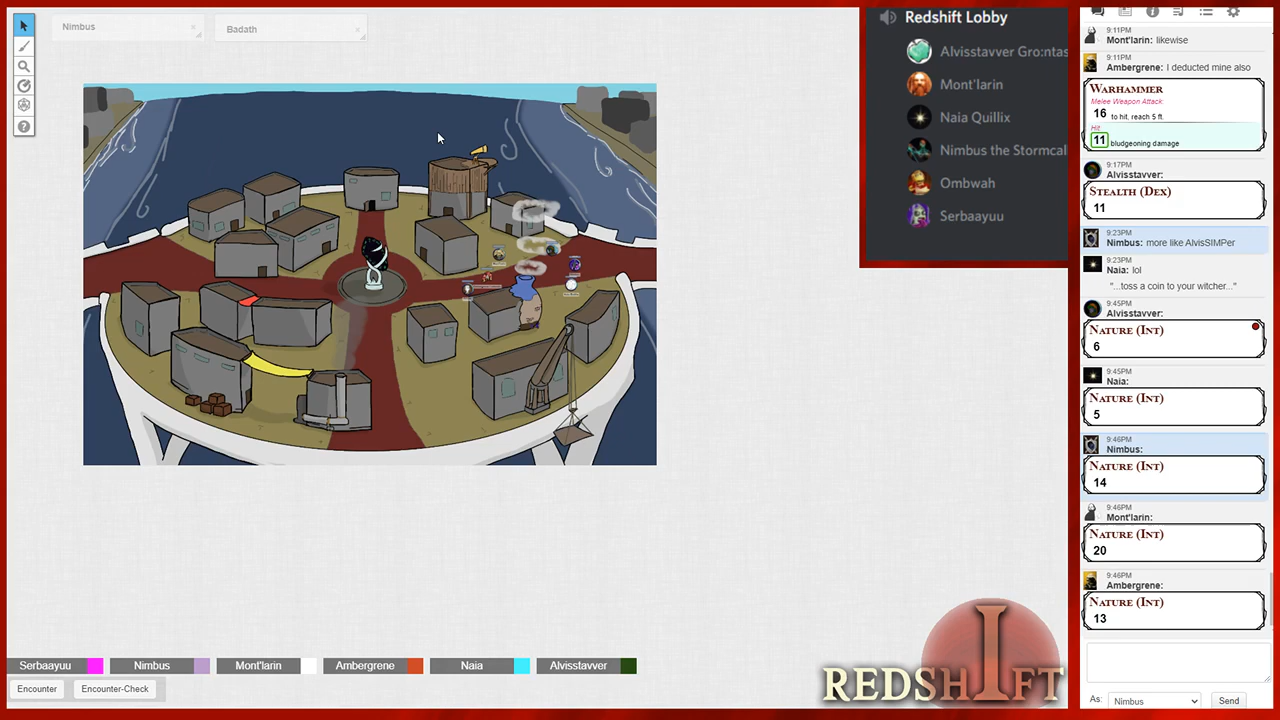 Nimbus
Badath
Redshift Lobby
Alvisstavver Gro:ntas
Mont'larin
Naia Quillix
Nimbus the Stormcall
Ombwah
Serbaayuu
9:11PM
Mont'larin: likewise
9:11PM
Ambergrene: I deducted mine also
WARHAMMER
Melee Weapon Attack
16 to hit, reach 5 ft.
Hit
11 bludgeoning damage
9:17PM
Alvisstavver:
STEALTH (DEX)
11
9:23PM
Nimbus: more like AlvisSIMPer
9:23PM
Naia: lol
"...toss a coin to your witcher..."
9:45PM
Alvisstavver:
NATURE (INT)
6
9:45PM
Naia:
NATURE (INT)
5
9:46PM
Nimbus:
NATURE (INT)
14
9:46PM
Mont'larin:
NATURE (INT)
20
9:46PM
Ambergrene:
NATURE (INT)
13
As: Nimbus Send
Serbaayuu Nimbus Mont'larin Ambergrene Naia Alvisstavver
Encounter Encounter-Check
REDSHIFT